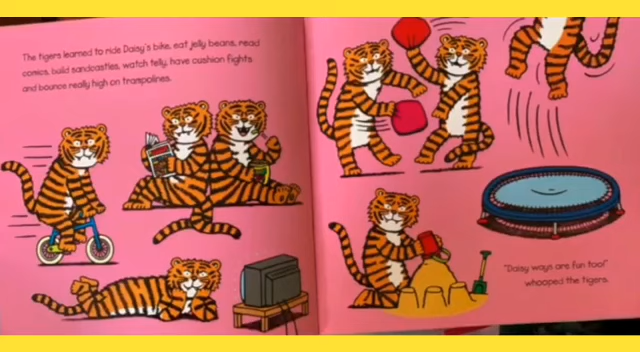 The tigers learned to ride Daisy's bike, eat jelly beans, read
comics, build sandcastles, watch telly, have cushion fights
and bounce really high on trampolines.
"Daisy ways are fun too!"
whooped the tigers.